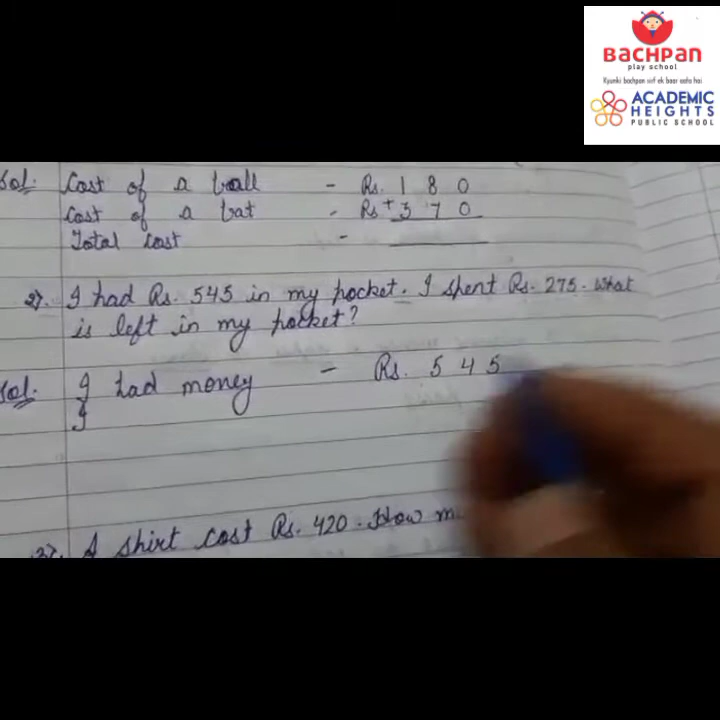 BACHPAN
play school
Kyunki bachpan sirf ek baar aata hai
ACADEMIC
HEIGHTS
PUBLIC SCHOOL
Sol. Cost of a ball - Rs. 1 8 0
Cost of a bat - Rs + 3 7 0
Total cost -
2). I had Rs. 545 in my pocket. I spent Rs. 275. What
is left in my pocket?
Sol. I had money - Rs. 5 4 5
I
3). A shirt cost Rs. 420. How